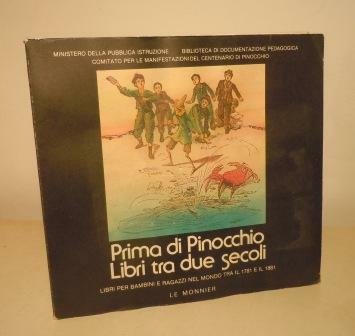 MINISTERO DELLA PUBBLICA ISTRUZIONE BIBLIOTECA DI DOCUMENTAZIONE PEDAGOGICA
COMITATO PER LE MANIFESTAZIONI DEL CENTENARIO DI PINOCCHIO
Prima di Pinocchio
Libri tra due secoli
LIBRI PER BAMBINI E RAGAZZI NEL MONDO TRA IL 1781 E IL 1881
LE MONNIER